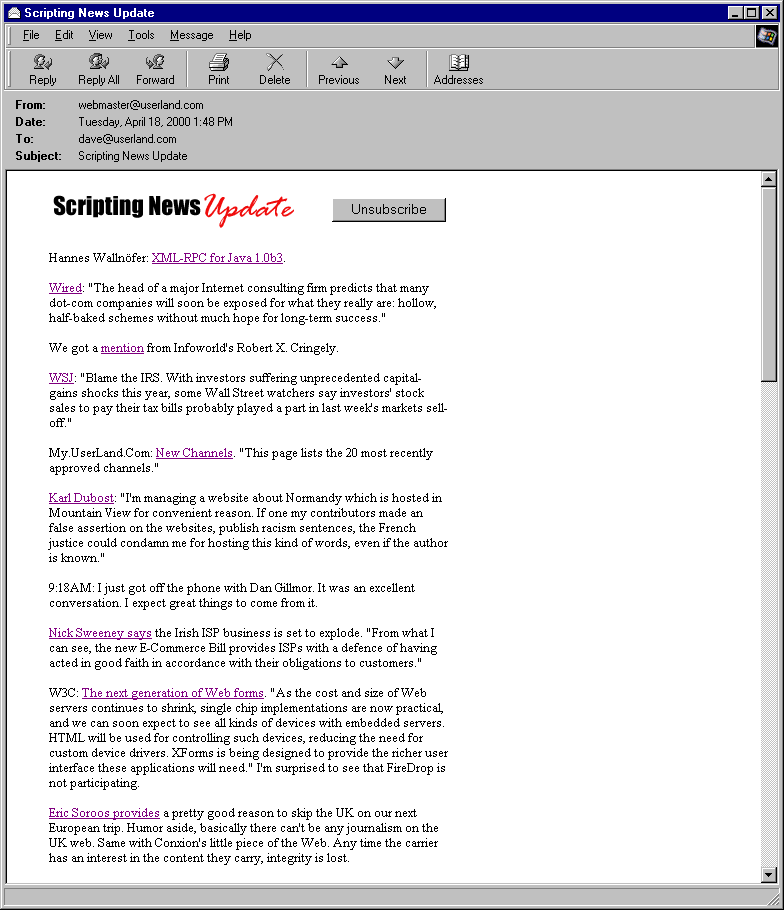 Scripting News Update
File Edit View Tools Message Help
Reply Reply All Forward Print Delete Previous Next Addresses
From: webmaster@userland.com
Date: Tuesday, April 18, 2000 1:48 PM
To: dave@userland.com
Subject: Scripting News Update
Scripting News Update Unsubscribe
Hannes Wallnöfer: XML-RPC for Java 1.0b3.
Wired: "The head of a major Internet consulting firm predicts that many
dot-com companies will soon be exposed for what they really are: hollow,
half-baked schemes without much hope for long-term success."
We got a mention from Infoworld's Robert X. Cringely.
WSJ: "Blame the IRS. With investors suffering unprecedented capital-
gains shocks this year, some Wall Street watchers say investors' stock
sales to pay their tax bills probably played a part in last week's markets sell-
off."
My.UserLand.Com: New Channels. "This page lists the 20 most recently
approved channels."
Karl Dubost: "I'm managing a website about Normandy which is hosted in
Mountain View for convenient reason. If one my contributors made an
false assertion on the websites, publish racism sentences, the French
justice could condamn me for hosting this kind of words, even if the author
is known."
9:18AM: I just got off the phone with Dan Gillmor. It was an excellent
conversation. I expect great things to come from it.
Nick Sweeney says the Irish ISP business is set to explode. "From what I
can see, the new E-Commerce Bill provides ISPs with a defence of having
acted in good faith in accordance with their obligations to customers."
W3C: The next generation of Web forms. "As the cost and size of Web
servers continues to shrink, single chip implementations are now practical,
and we can soon expect to see all kinds of devices with embedded servers.
HTML will be used for controlling such devices, reducing the need for
custom device drivers. XForms is being designed to provide the richer user
interface these applications will need." I'm surprised to see that FireDrop is
not participating.
Eric Soroos provides a pretty good reason to skip the UK on our next
European trip. Humor aside, basically there can't be any journalism on the
UK web. Same with Conxion's little piece of the Web. Any time the carrier
has an interest in the content they carry, integrity is lost.